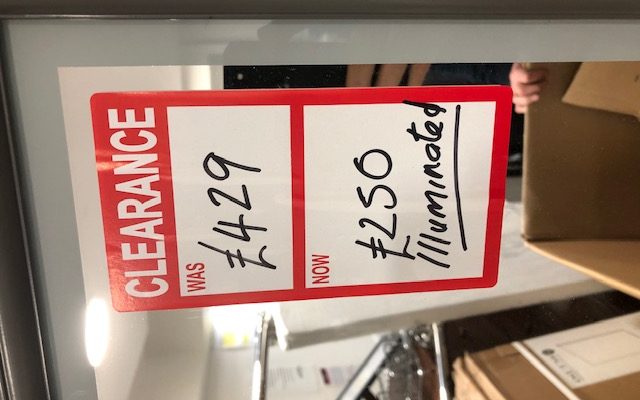 CLEARANCE
WAS
£429
NOW
£250
Illuminated